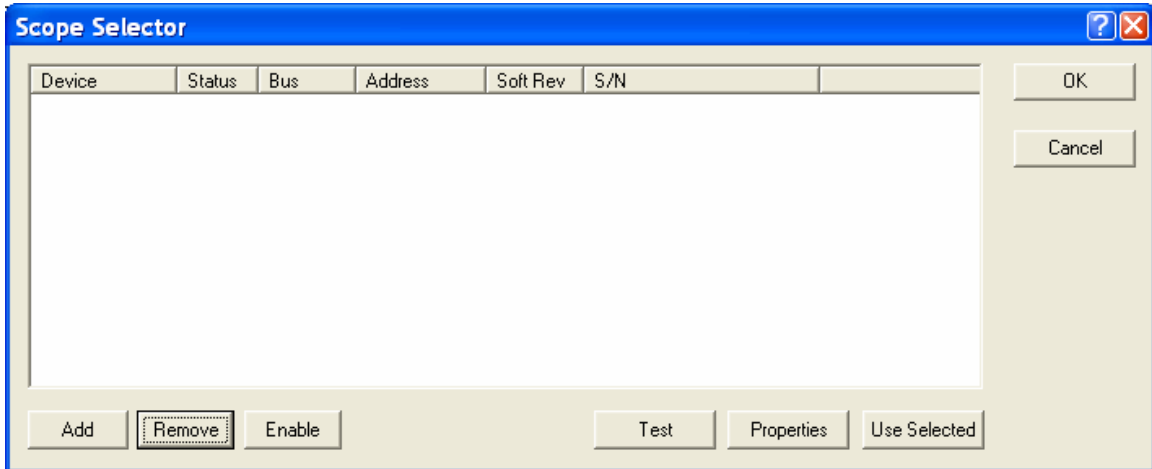 Scope Selector
Device Status Bus Address Soft Rev S/N
OK
Cancel
Add Remove Enable Test Properties Use Selected